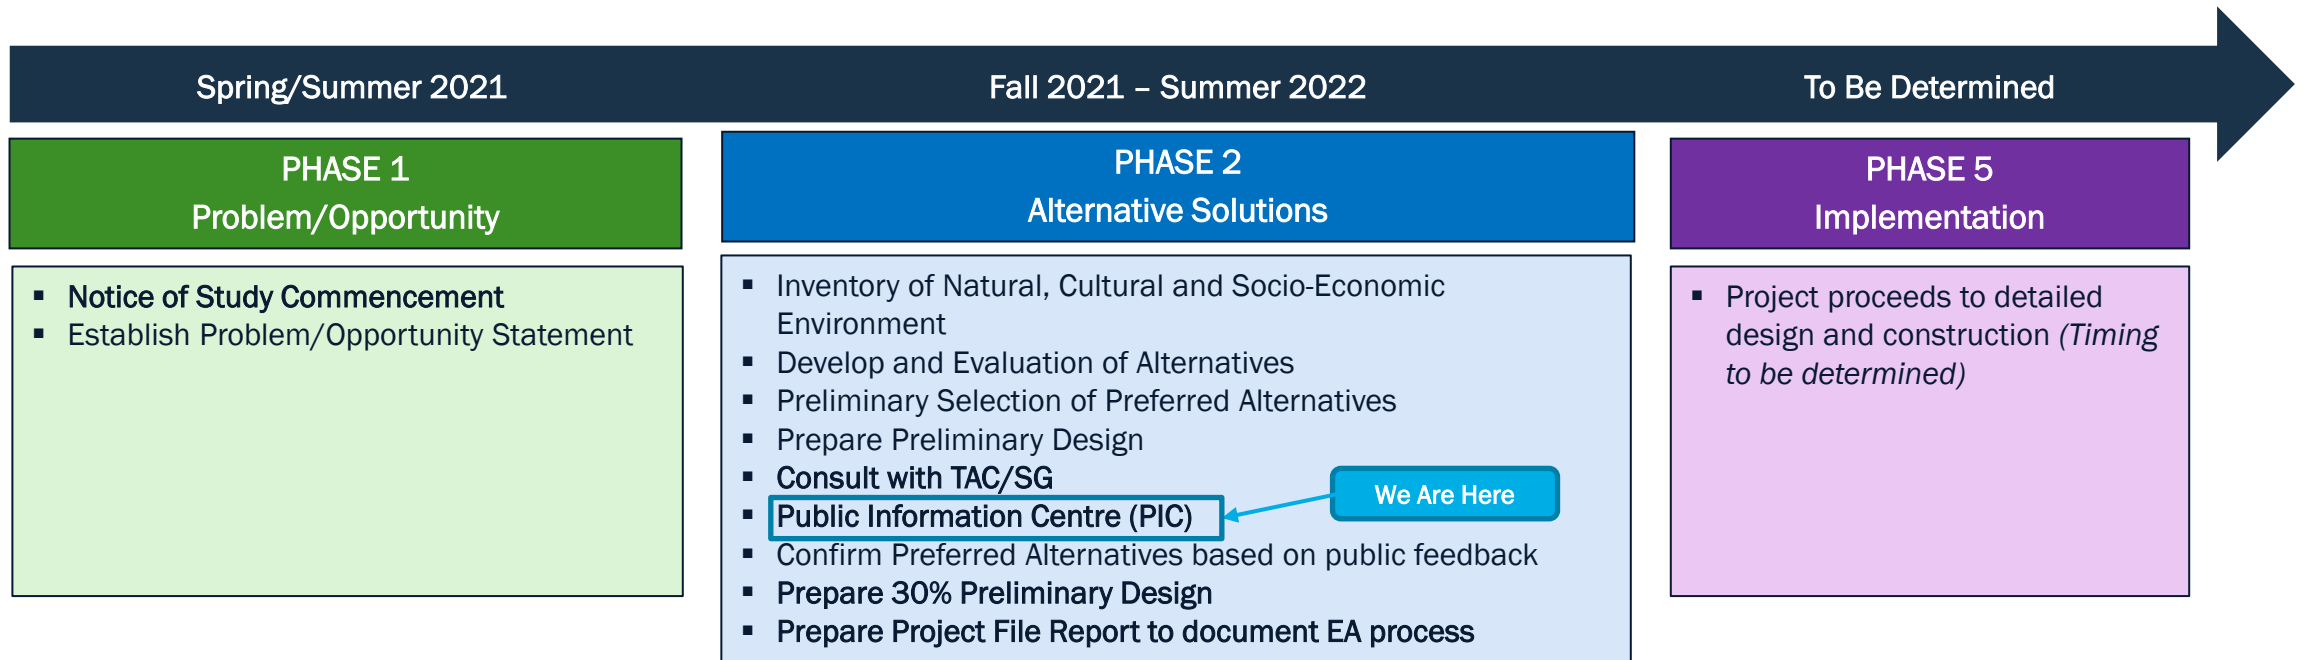 Spring/Summer 2021
Fall 2021 – Summer 2022
To Be Determined
PHASE 1
Problem/Opportunity
▪ Notice of Study Commencement
▪ Establish Problem/Opportunity Statement
PHASE 2
Alternative Solutions
▪ Inventory of Natural, Cultural and Socio-Economic
Environment
▪ Develop and Evaluation of Alternatives
▪ Preliminary Selection of Preferred Alternatives
▪ Prepare Preliminary Design
▪ Consult with TAC/SG
▪ Public Information Centre (PIC)
We Are Here
▪ Confirm Preferred Alternatives based on public feedback
▪ Prepare 30% Preliminary Design
▪ Prepare Project File Report to document EA process
PHASE 5
Implementation
▪ Project proceeds to detailed
design and construction (Timing
to be determined)